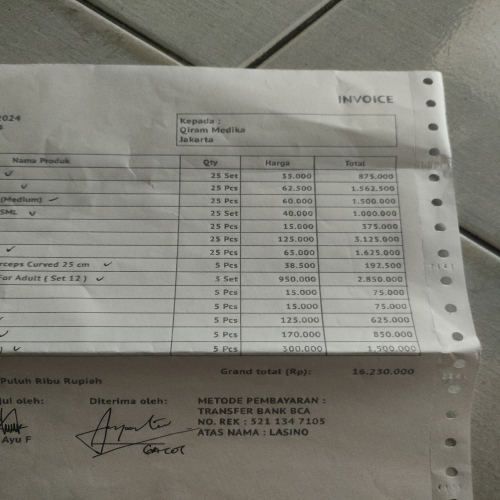 INVOICE
2024
Kepada :
Qiram Medika
Jakarta
Nama Produk Qty Harga Total
25 Set 35.000 875.000
25 Pcs 62.500 1.562.500
(Medium) 25 Pcs 60.000 1.500.000
SML 25 Set 40.000 1.000.000
25 Pcs 15.000 375.000
25 Pcs 125.000 3.125.000
25 Pcs 65.000 1.625.000
rceps Curved 25 cm 5 Pcs 38.500 192.500
For Adult ( Set 12 ) 5 Set 950.000 2.850.000
5 Pcs 15.000 75.000
5 Pcs 15.000 75.000
5 Pcs 125.000 625.000
5 Pcs 170.000 850.000
5 Pcs 300.000 1.500.000
Grand total (Rp): 16.230.000
Puluh Ribu Rupiah
jui oleh: Diterima oleh: METODE PEMBAYARAN :
TRANSFER BANK BCA
NO. REK : 521 134 7105
Ayu F ATAS NAMA : LASINO